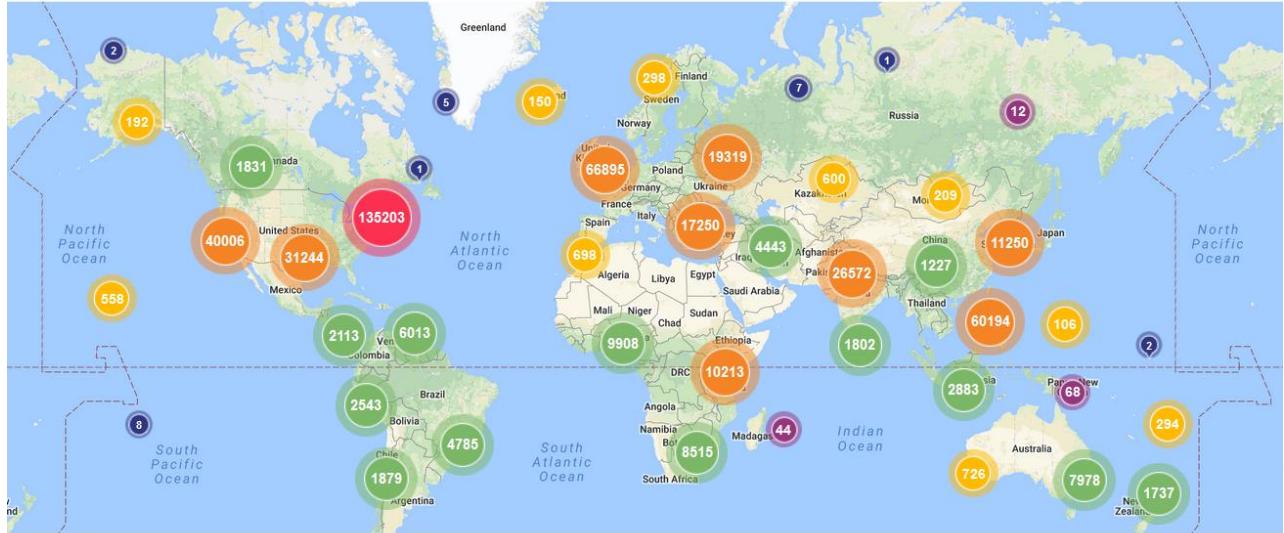 Greenland
2
1
298
Finland
7
5
150
Sweden
12
192
Russia
Norway
19319
1831
66895
Poland
1
Ukraine
600
Germany
209
135203
France
Italy
Spain
17250
North
Pacific
Ocean
40006
United States
31244
North
Atlantic
Ocean
4443
China
11250
Japan
North
Pacific
Ocean
698
Afghanistan
1227
Algeria
Libya
Egypt
26572
Mexico
Saudi Arabia
558
Mali
Niger
Sudan
Thailand
Chad
60194
106
2113
6013
9908
Ethiopia
1802
2
Colombia
DRC
10213
2883
68
Brazil
2543
Angola
Bolivia
8
Namibia
44
Indian
Ocean
294
4785
8515
Australia
South
Pacific
Ocean
South
Atlantic
Ocean
Chile
1879
South Africa
726
7978
1737
Argentina